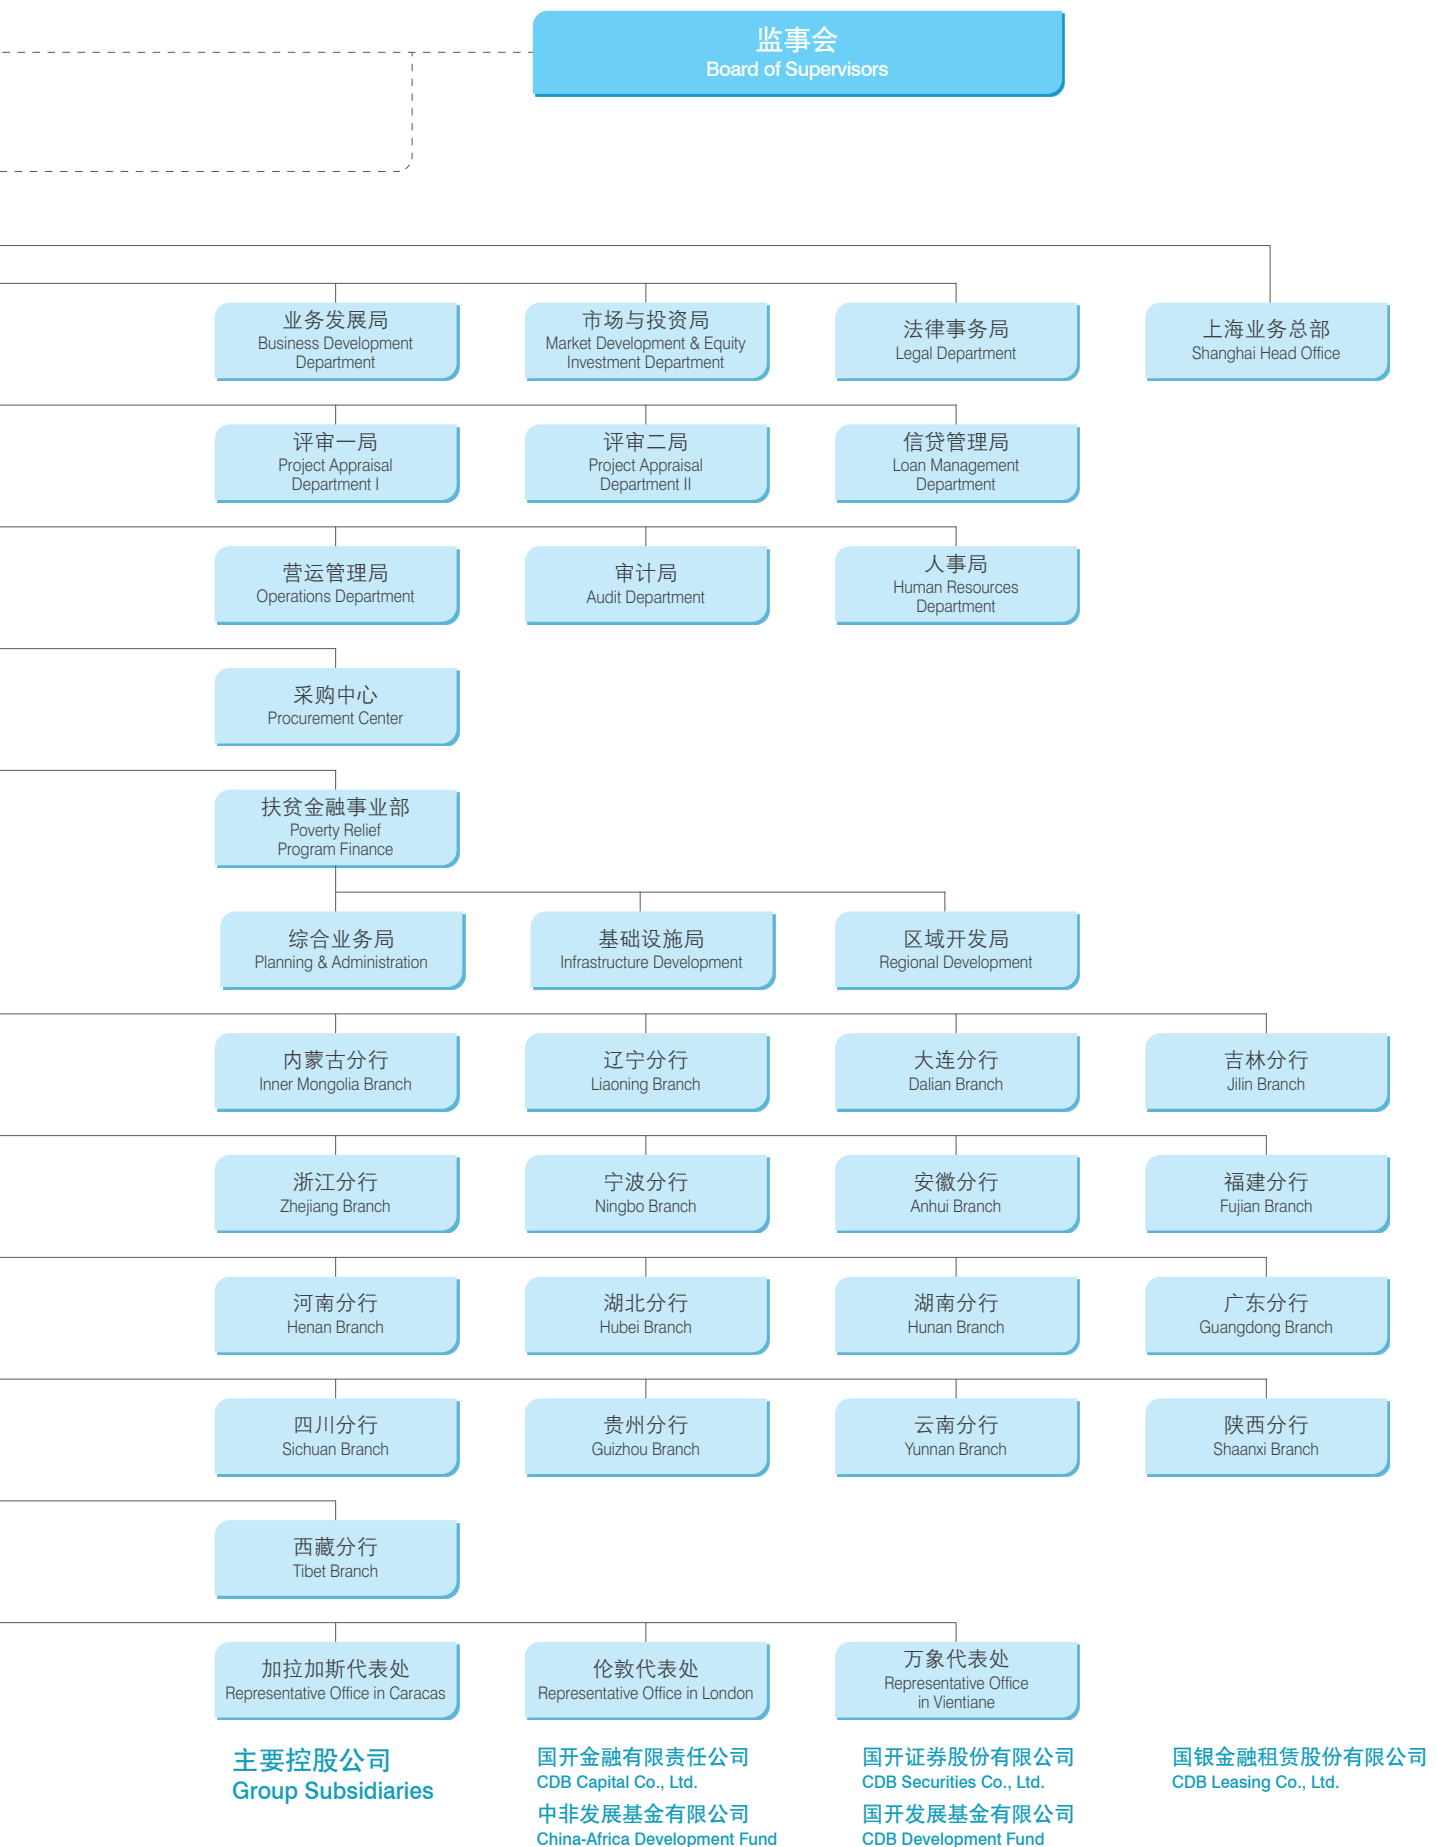 监事会
Board of Supervisors
业务发展局
Business Development
Department
市场与投资局
Market Development & Equity
Investment Department
法律事务局
Legal Department
上海业务总部
Shanghai Head Office
评审一局
Project Appraisal
Department I
评审二局
Project Appraisal
Department II
信贷管理局
Loan Management
Department
营运管理局
Operations Department
审计局
Audit Department
人事局
Human Resources
Department
采购中心
Procurement Center
扶贫金融事业部
Poverty Relief
Program Finance
综合业务局
Planning & Administration
基础设施局
Infrastructure Development
区域开发局
Regional Development
内蒙古分行
Inner Mongolia Branch
辽宁分行
Liaoning Branch
大连分行
Dalian Branch
吉林分行
Jilin Branch
浙江分行
Zhejiang Branch
宁波分行
Ningbo Branch
安徽分行
Anhui Branch
福建分行
Fujian Branch
河南分行
Henan Branch
湖北分行
Hubei Branch
湖南分行
Hunan Branch
广东分行
Guangdong Branch
四川分行
Sichuan Branch
贵州分行
Guizhou Branch
云南分行
Yunnan Branch
陕西分行
Shaanxi Branch
西藏分行
Tibet Branch
加拉加斯代表处
Representative Office in Caracas
伦敦代表处
Representative Office in London
万象代表处
Representative Office
in Vientiane
主要控股公司
Group Subsidiaries
国开金融有限责任公司
CDB Capital Co., Ltd.
国开证券股份有限公司
CDB Securities Co., Ltd.
国银金融租赁股份有限公司
CDB Leasing Co., Ltd.
中非发展基金有限公司
China-Africa Development Fund
国开发展基金有限公司
CDB Development Fund